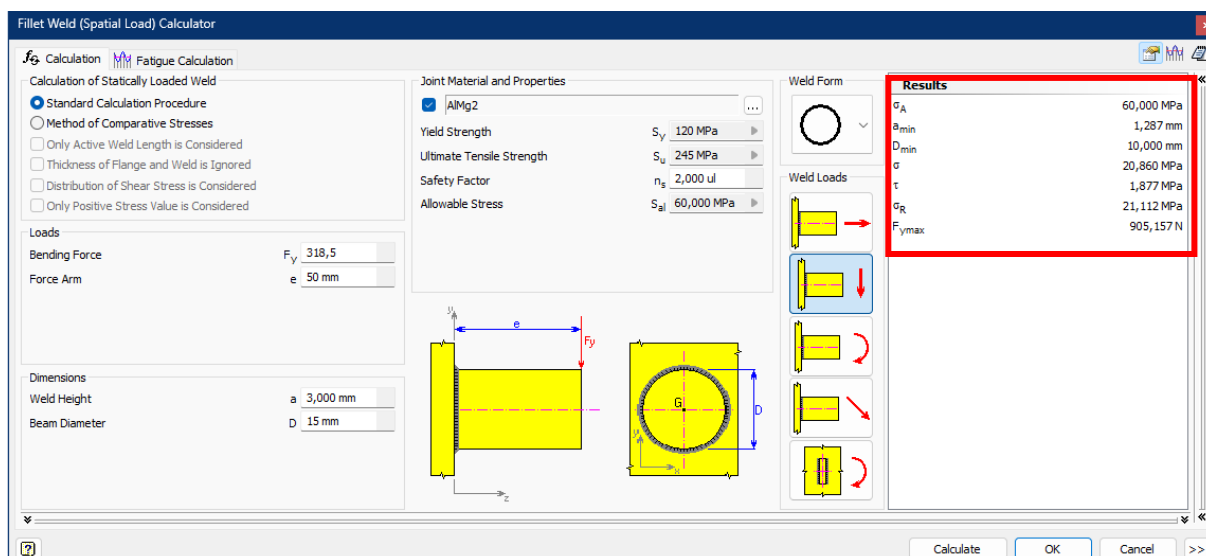 Fillet Weld (Spatial Load) Calculator
Calculation
Fatigue Calculation
Calculation of Statically Loaded Weld
Standard Calculation Procedure
Method of Comparative Stresses
Only Active Weld Length is Considered
Thickness of Flange and Weld is Ignored
Distribution of Shear Stress is Considered
Only Positive Stress Value is Considered
Loads
Bending Force Fy 318,5
Force Arm e 50 mm
Dimensions
Weld Height a 3,000 mm
Beam Diameter D 15 mm
Joint Material and Properties
AlMg2 ...
Yield Strength Sy 120 MPa
Ultimate Tensile Strength Su 245 MPa
Safety Factor ns 2,000 ul
Allowable Stress Sal 60,000 MPa
y
e
Fy
z
G
D
y
x
Weld Form
Weld Loads
Results
σA 60,000 MPa
amin 1,287 mm
Dmin 10,000 mm
σ 20,860 MPa
τ 1,877 MPa
σR 21,112 MPa
Fymax 905,157 N
?
Calculate
OK
Cancel
>>